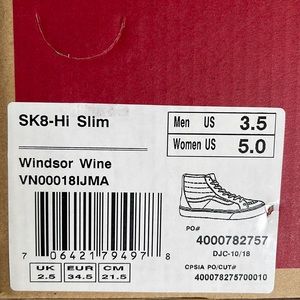 SK8-Hi Slim
Men US 3.5
Women US 5.0
Windsor Wine
VN00018IJMA
PO#
4000782757
DJC-10/18
7 06421 79497 8
CPSIA PO/CUT#
400078275700010
UK EUR CM
2.5 34.5 21.5